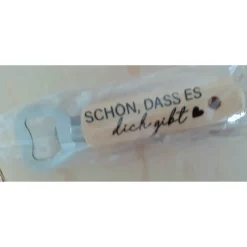 SCHÖN, DASS ES
dich gibt ♥